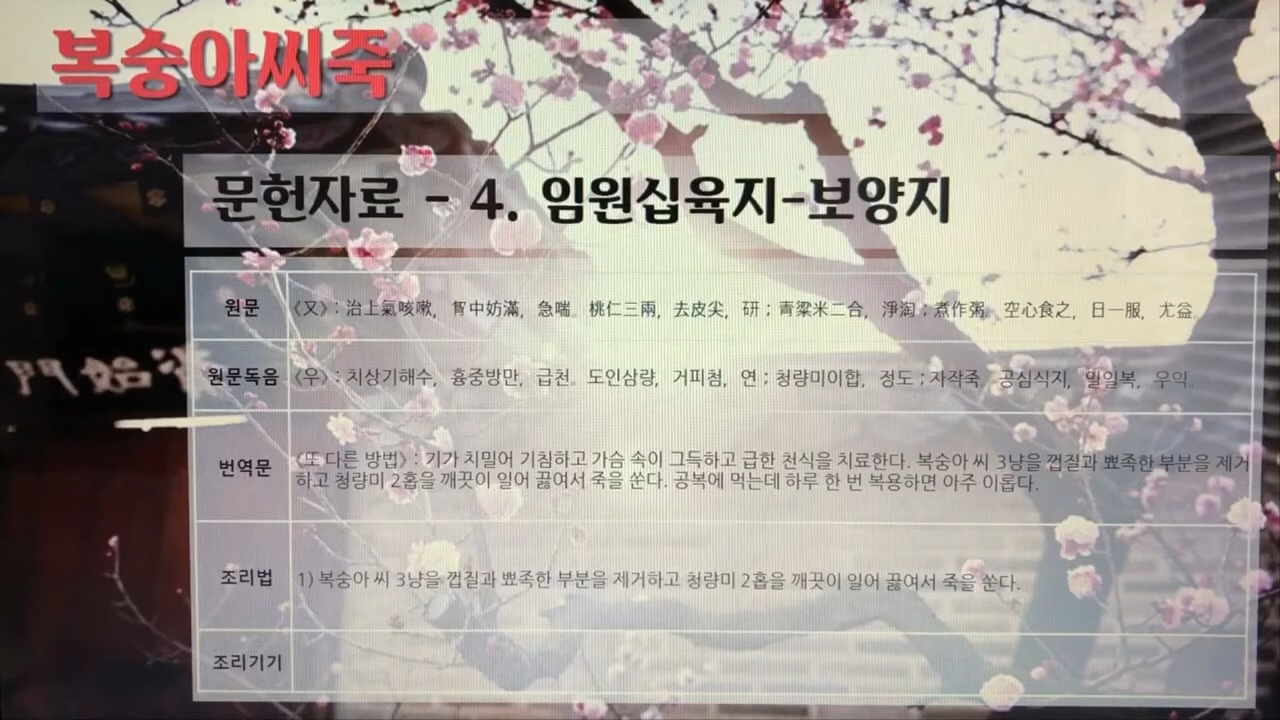 복숭아씨죽
문헌자료 - 4. 임원십육지-보양지
원문 《又》: 治上氣咳嗽, 胷中妨滿, 急喘。桃仁三兩, 去皮尖, 硏; 靑粱米二合, 淨淘; 煮作粥。空心食之, 日一服, 尤益。
원문독음 《우》: 치상기해수, 흉중방만, 급천。도인삼량, 거피첨, 연; 청량미이합, 정도; 자작죽。공심식지, 일일복, 우익。
번역문 《또 다른 방법》: 기가 치밀어 기침하고 가슴 속이 그득하고 급한 천식을 치료한다. 복숭아 씨 3냥을 껍질과 뾰족한 부분을 제거
하고 청량미 2홉을 깨끗이 일어 끓여서 죽을 쑨다. 공복에 먹는데 하루 한 번 복용하면 아주 이롭다.
조리법 1) 복숭아 씨 3냥을 껍질과 뾰족한 부분을 제거하고 청량미 2홉을 깨끗이 일어 끓여서 죽을 쑨다.
조리기기